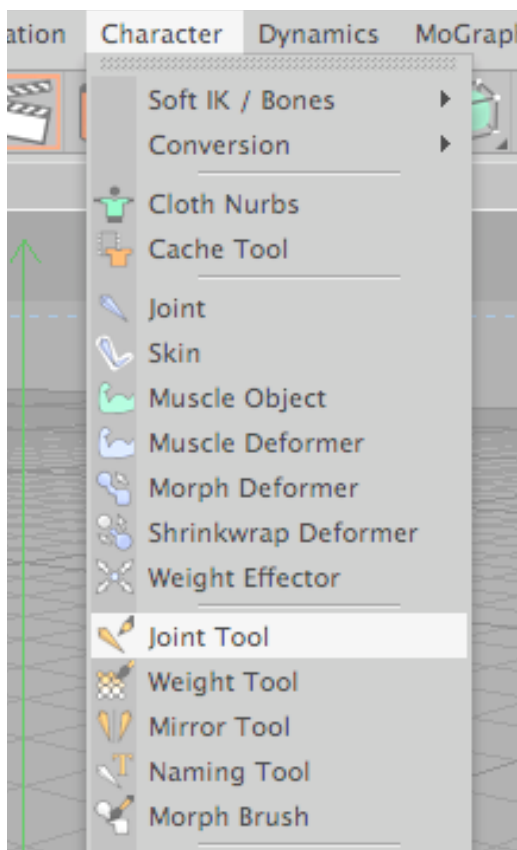 ation Character Dynamics MoGrap
Soft IK / Bones
Conversion
Cloth Nurbs
Cache Tool
Joint
Skin
Muscle Object
Muscle Deformer
Morph Deformer
Shrinkwrap Deformer
Weight Effector
Joint Tool
Weight Tool
Mirror Tool
Naming Tool
Morph Brush